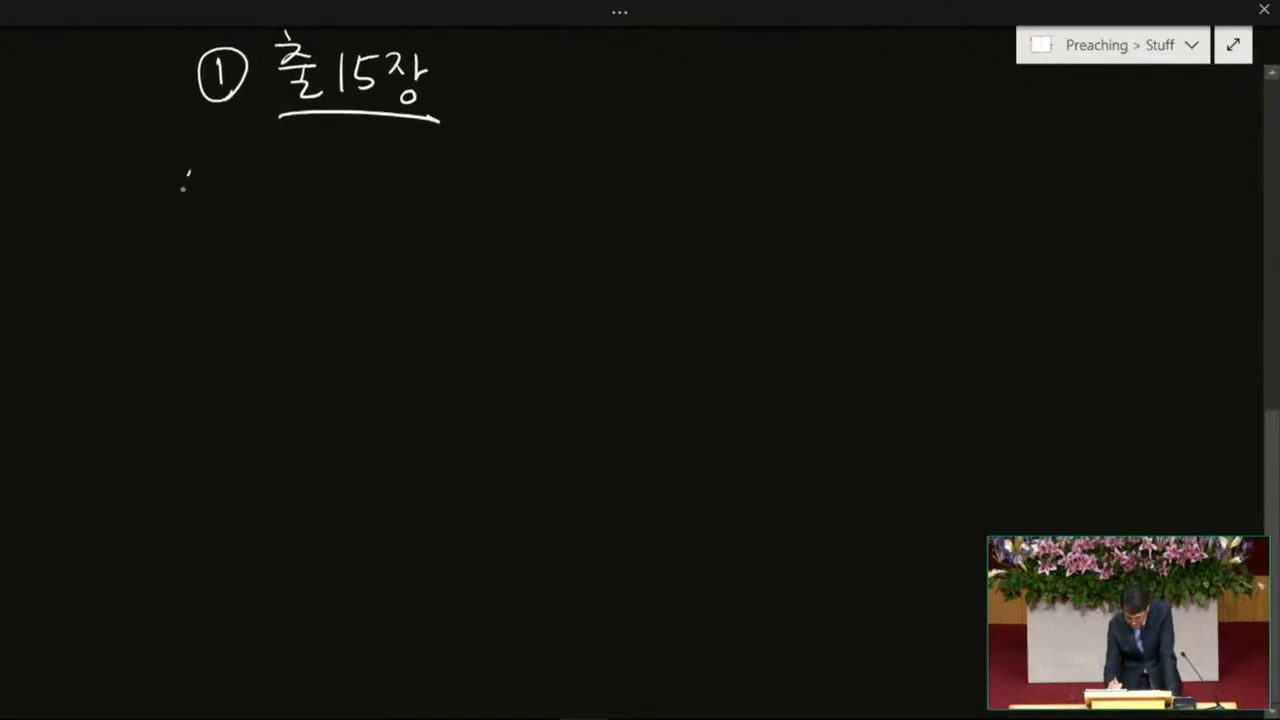 Preaching > Stuff
① 출 15장